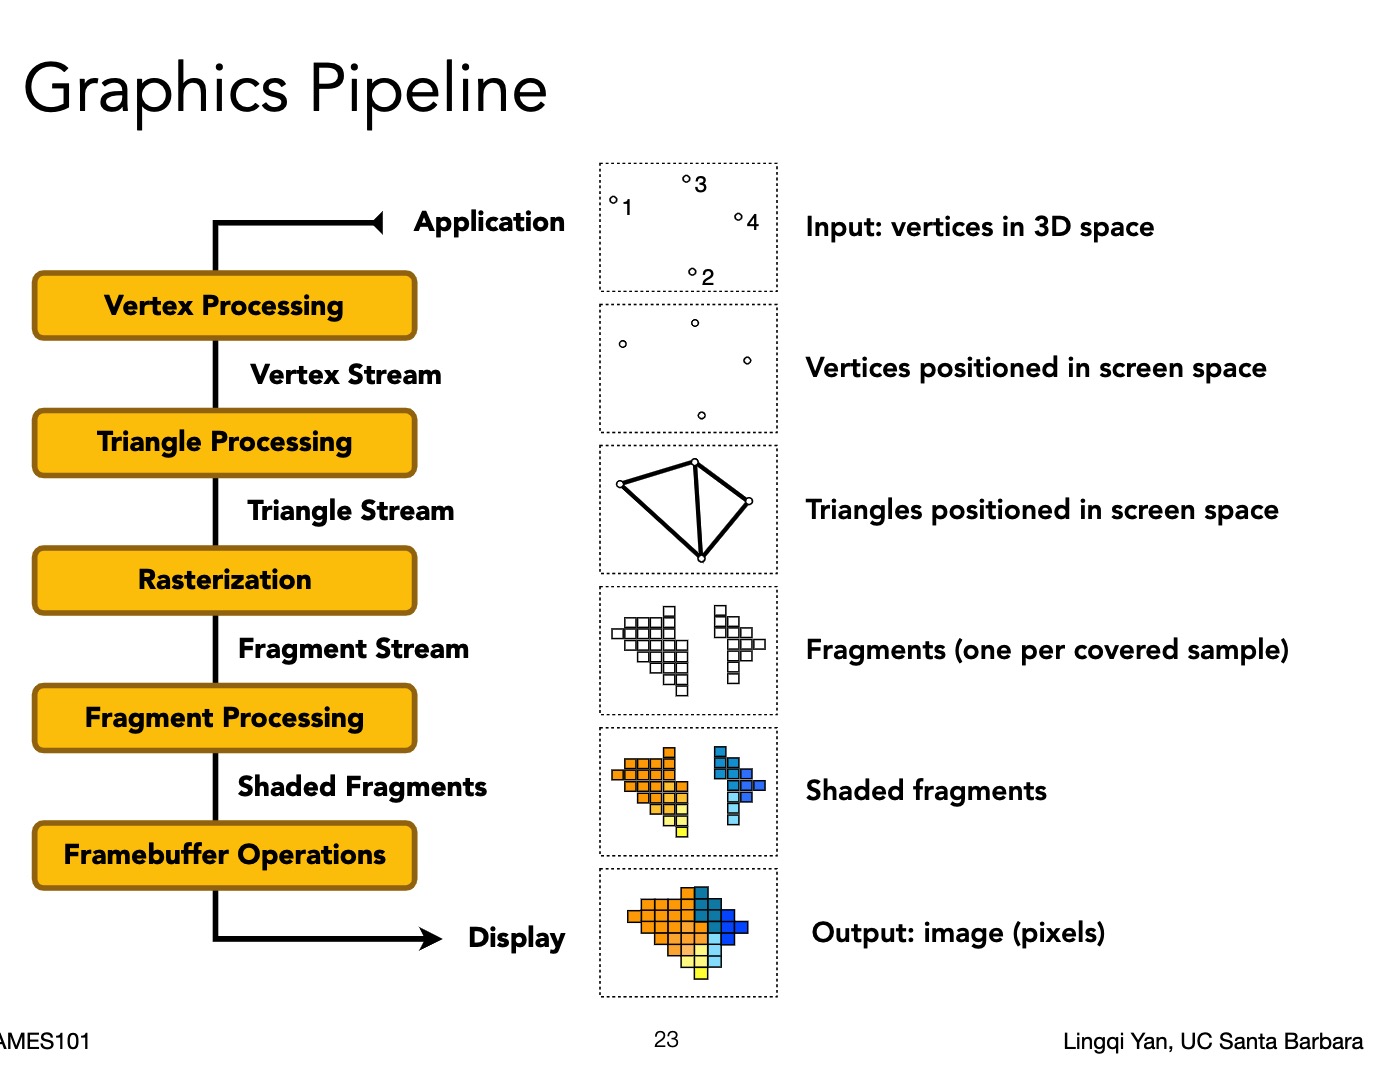 Graphics Pipeline
Application
Vertex Processing
Vertex Stream
Triangle Processing
Triangle Stream
Rasterization
Fragment Stream
Fragment Processing
Shaded Fragments
Framebuffer Operations
Display
3
1
4
2
Input: vertices in 3D space
Vertices positioned in screen space
Triangles positioned in screen space
Fragments (one per covered sample)
Shaded fragments
Output: image (pixels)
AMES101
23
Lingqi Yan, UC Santa Barbara